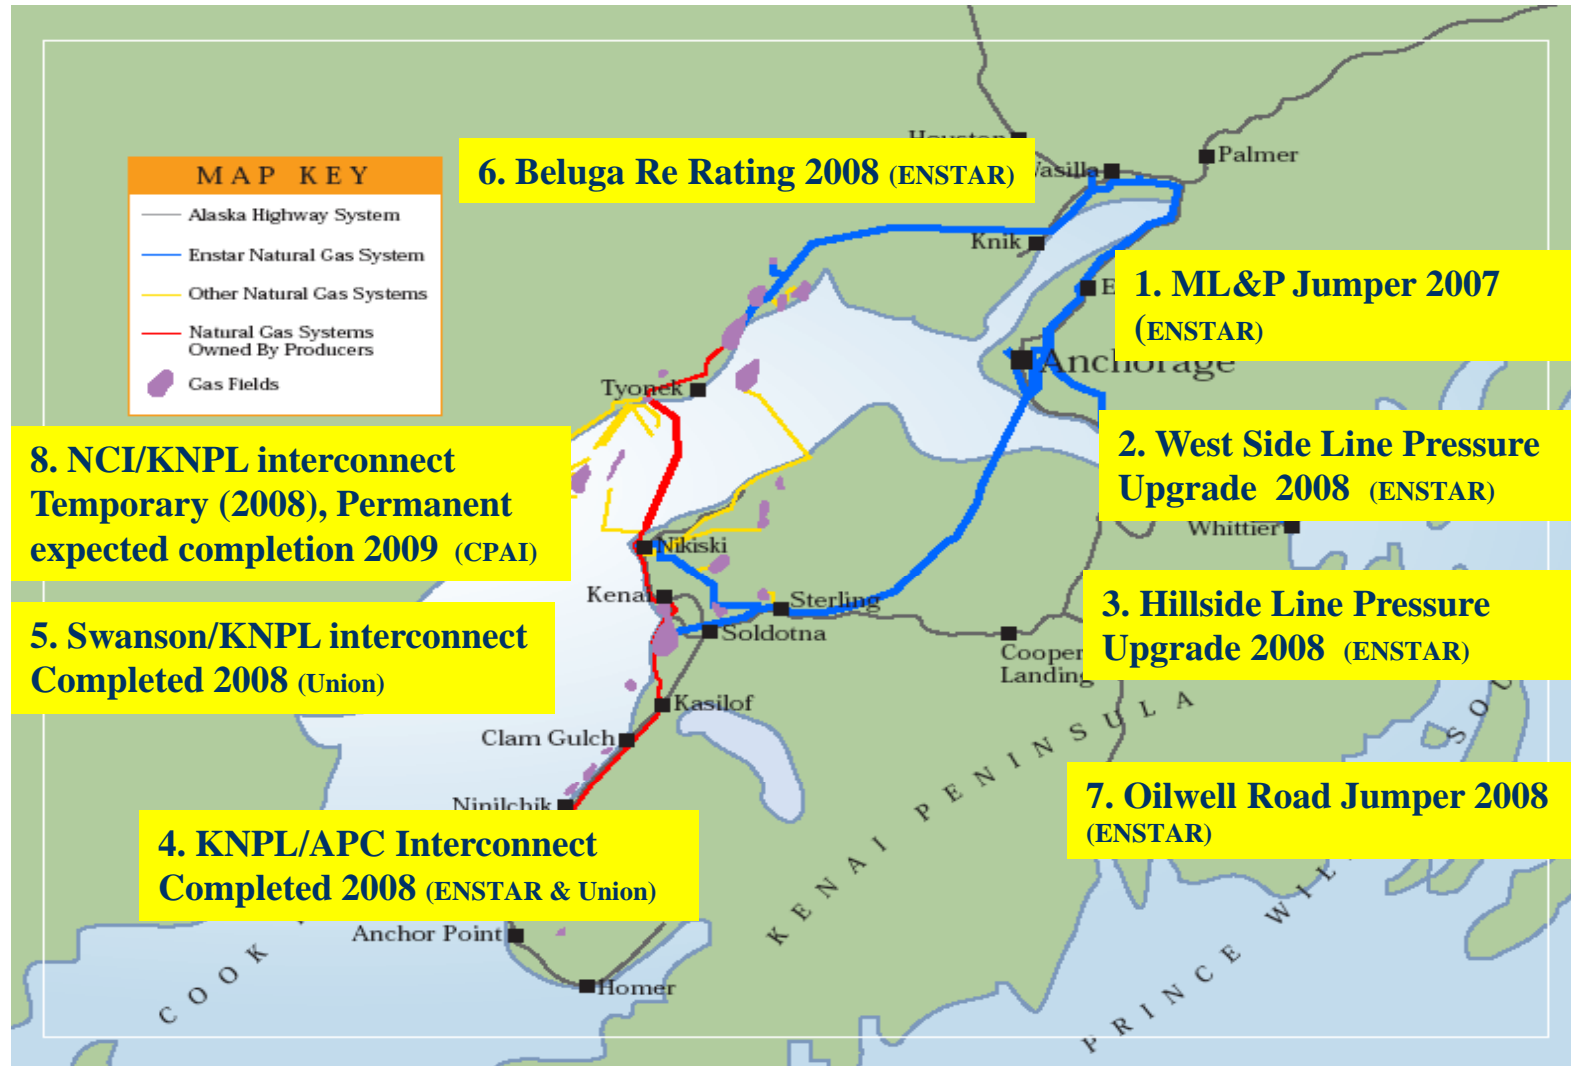 Palmer
6. Beluga Re Rating 2008 (ENSTAR)
MAP KEY
Alaska Highway System
Enstar Natural Gas System
Other Natural Gas Systems
Natural Gas Systems
Owned By Producers
Gas Fields
Knik
1. ML&P Jumper 2007
(ENSTAR)
Anchorage
Tyonek
8. NCI/KNPL interconnect
Temporary (2008), Permanent
expected completion 2009 (CPAI)
2. West Side Line Pressure
Upgrade 2008 (ENSTAR)
Whittier
Nikiski
Kenai
Sterling
Soldotna
5. Swanson/KNPL interconnect
Completed 2008 (Union)
3. Hillside Line Pressure
Upgrade 2008 (ENSTAR)
Cooper
Landing
Kasilof
Clam Gulch
Ninilchik
KENAI PENINSULA
7. Oilwell Road Jumper 2008
(ENSTAR)
4. KNPL/APC Interconnect
Completed 2008 (ENSTAR & Union)
Anchor Point
Homer
COOK
PRINCE WIL
SOU